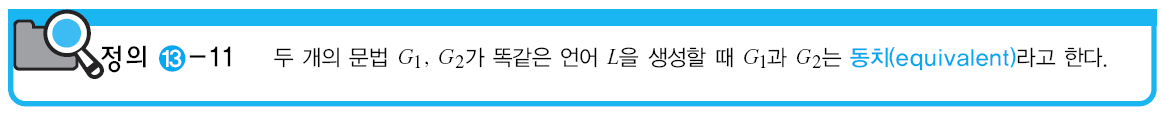 정의 13-11 두 개의 문법 G1, G2가 똑같은 언어 L을 생성할 때 G1과 G2는 동치(equivalent)라고 한다.